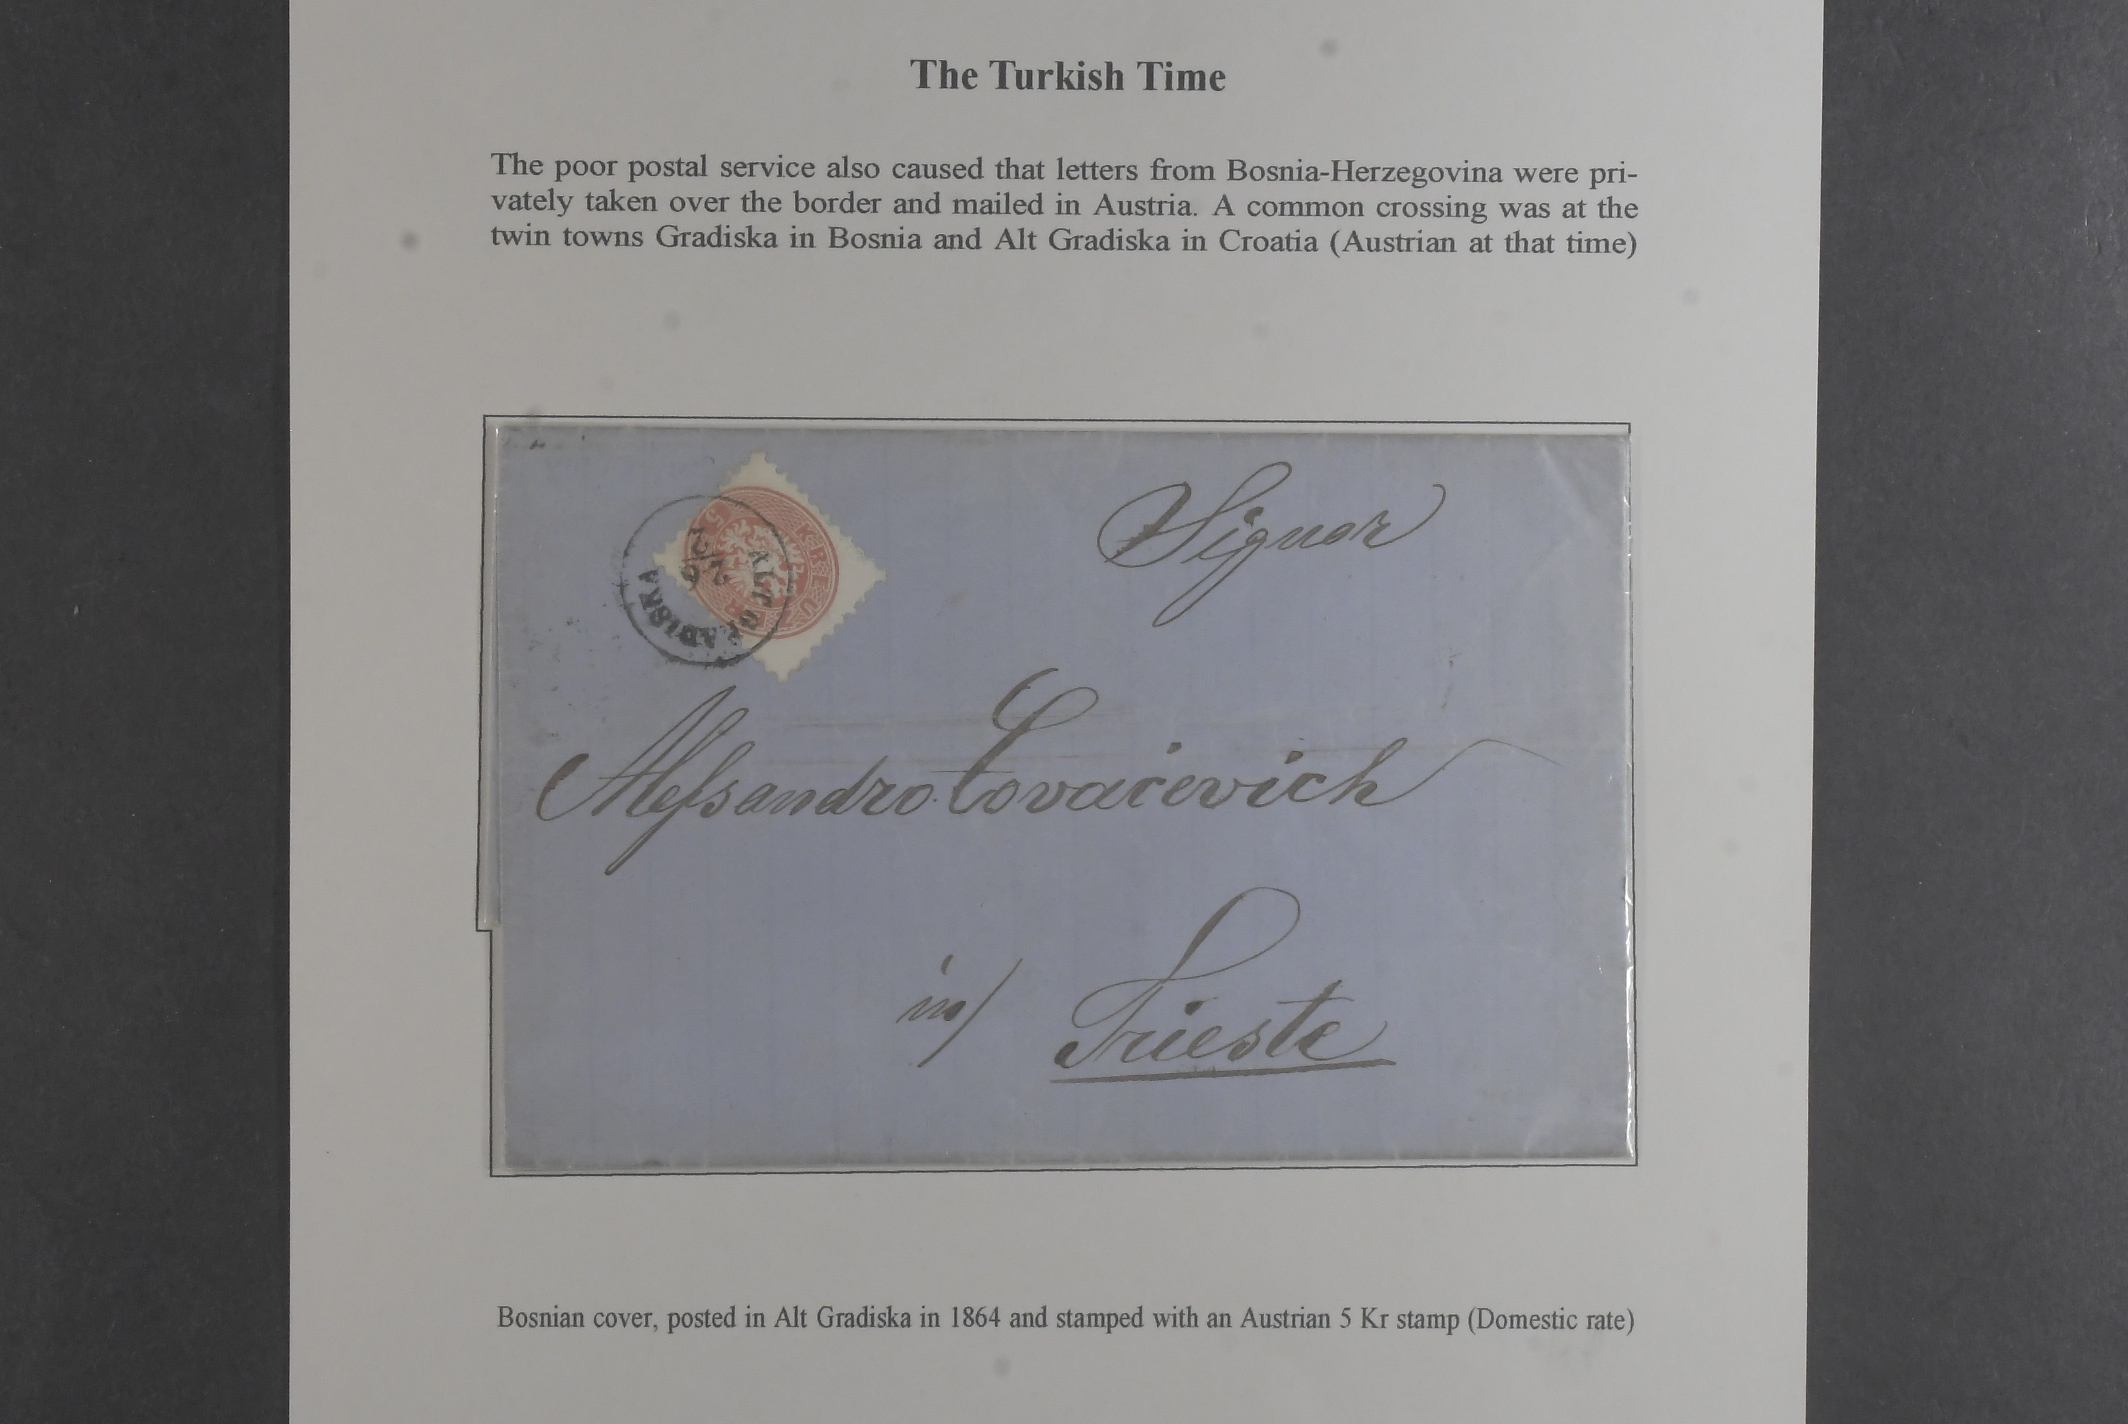 The Turkish Time
The poor postal service also caused that letters from Bosnia-Herzegovina were pri-
vately taken over the border and mailed in Austria. A common crossing was at the
twin towns Gradiska in Bosnia and Alt Gradiska in Croatia (Austrian at that time)
ALT GRADISKA
Signor
Alessandro Covacevich
in/ Trieste
Bosnian cover, posted in Alt Gradiska in 1864 and stamped with an Austrian 5 Kr stamp (Domestic rate)